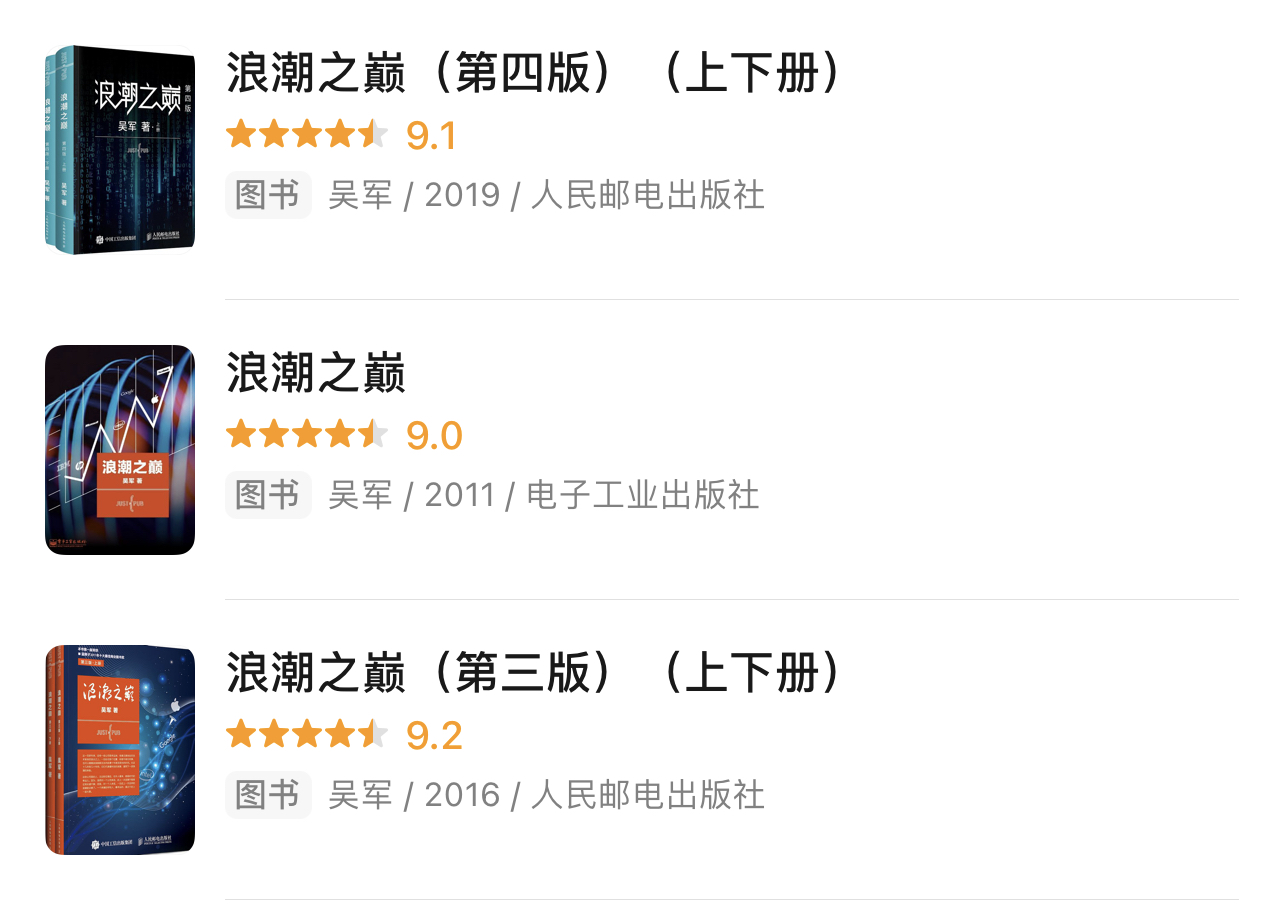 浪潮之巅（第四版）（上下册）
9.1
图书 吴军 / 2019 / 人民邮电出版社
浪潮之巅
第四版
吴军 著
浪潮之巅
9.0
图书 吴军 / 2011 / 电子工业出版社
浪潮之巅
吴军 著
JUST PUB
浪潮之巅（第三版）（上下册）
9.2
图书 吴军 / 2016 / 人民邮电出版社
浪潮之巅
吴军 著
Google